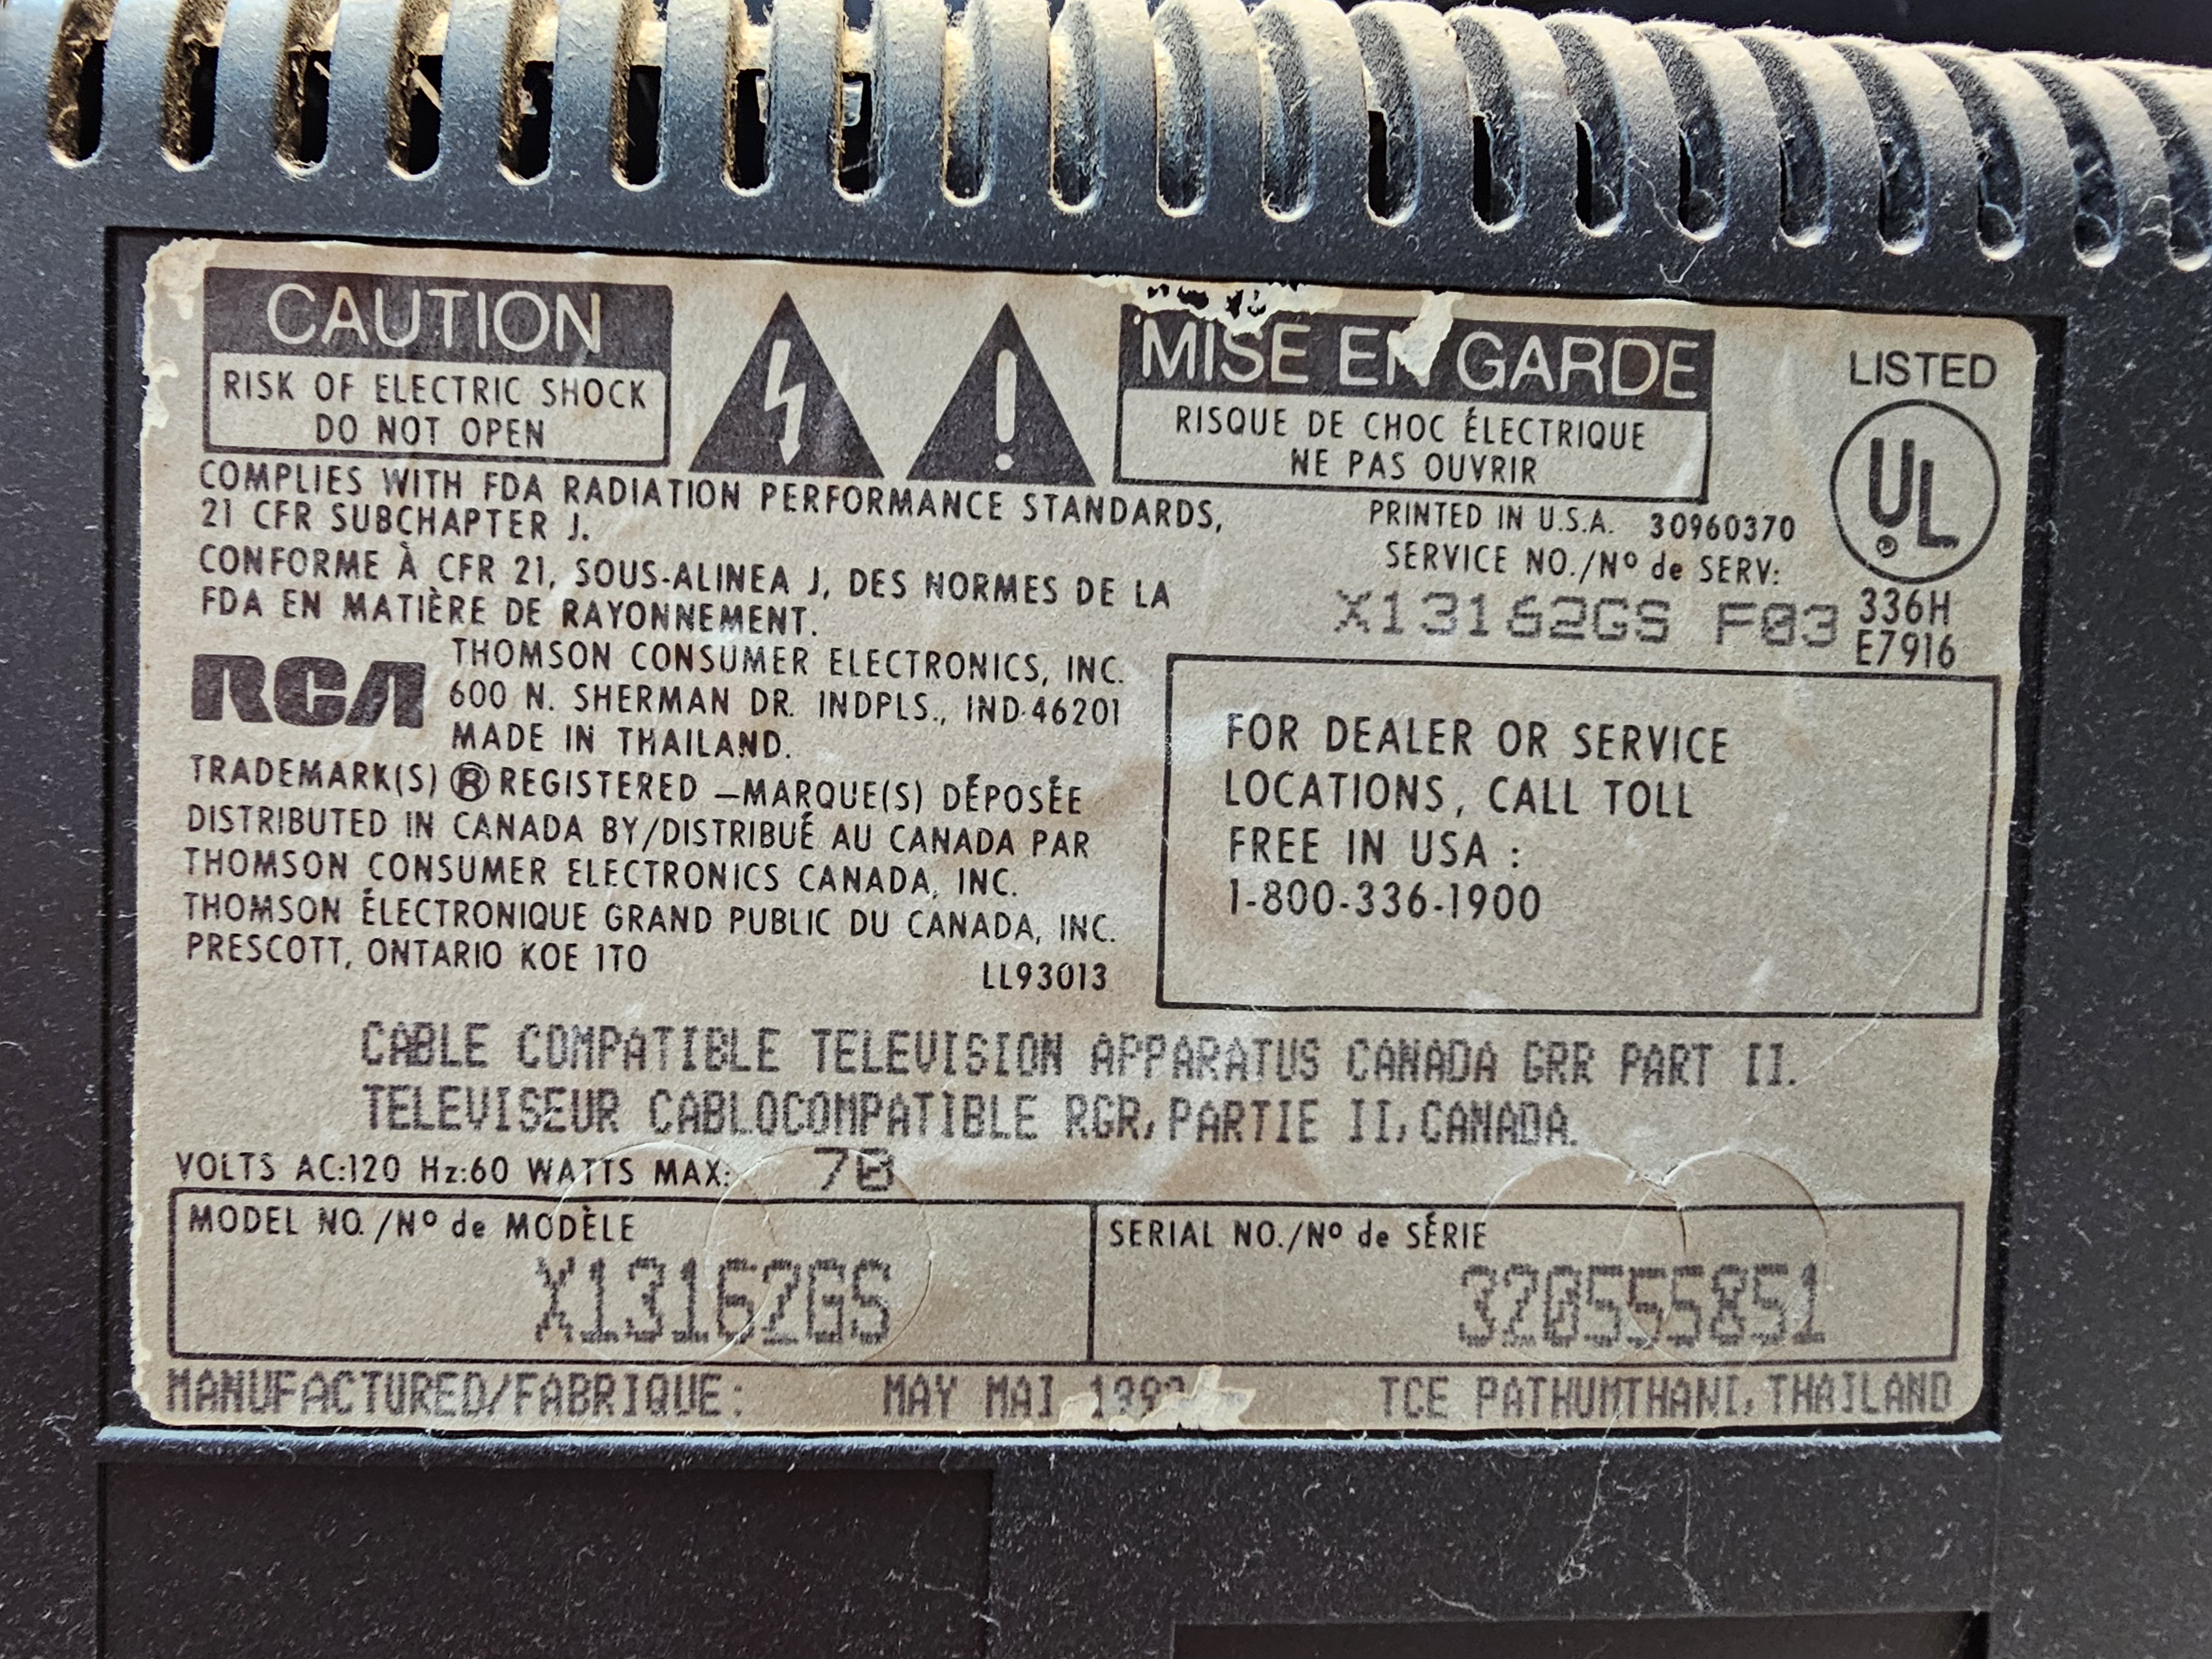 CAUTION
RISK OF ELECTRIC SHOCK
DO NOT OPEN
MISE EN GARDE
RISQUE DE CHOC ÉLECTRIQUE
NE PAS OUVRIR
LISTED
UL
®
336H
E7916
COMPLIES WITH FDA RADIATION PERFORMANCE STANDARDS,
21 CFR SUBCHAPTER J.
CONFORME À CFR 21, SOUS-ALINEA J, DES NORMES DE LA
FDA EN MATIÈRE DE RAYONNEMENT.
PRINTED IN U.S.A. 30960370
SERVICE NO./Nº de SERV:
X13162GS F03
RCA
THOMSON CONSUMER ELECTRONICS, INC.
600 N. SHERMAN DR. INDPLS., IND-46201
MADE IN THAILAND.
TRADEMARK(S) ® REGISTERED —MARQUE(S) DÉPOSÉE
DISTRIBUTED IN CANADA BY/DISTRIBUÉ AU CANADA PAR
THOMSON CONSUMER ELECTRONICS CANADA, INC.
THOMSON ÉLECTRONIQUE GRAND PUBLIC DU CANADA, INC.
PRESCOTT, ONTARIO KOE 1TO
LL93013
FOR DEALER OR SERVICE
LOCATIONS, CALL TOLL
FREE IN USA :
1-800-336-1900
CABLE COMPATIBLE TELEVISION APPARATUS CANADA GRR PART II.
TELEVISEUR CABLOCOMPATIBLE RGR, PARTIE II, CANADA.
VOLTS AC:120 Hz:60 WATTS MAX: 70
MODEL NO./Nº de MODÈLE
X13162GS
SERIAL NO./Nº de SÉRIE
320555851
MANUFACTURED/FABRIQUE: MAY MAI TCE PATHUMTHANI, THAILAND